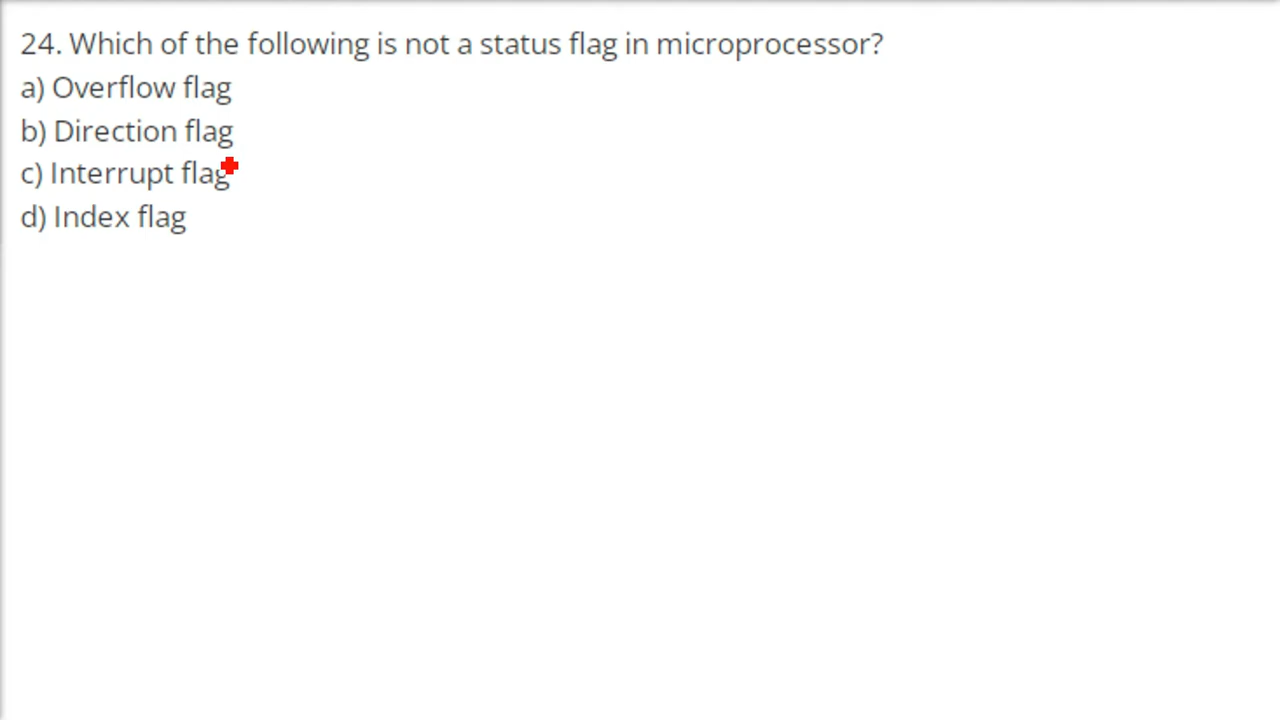 24. Which of the following is not a status flag in microprocessor?
a) Overflow flag
b) Direction flag
c) Interrupt flag
d) Index flag